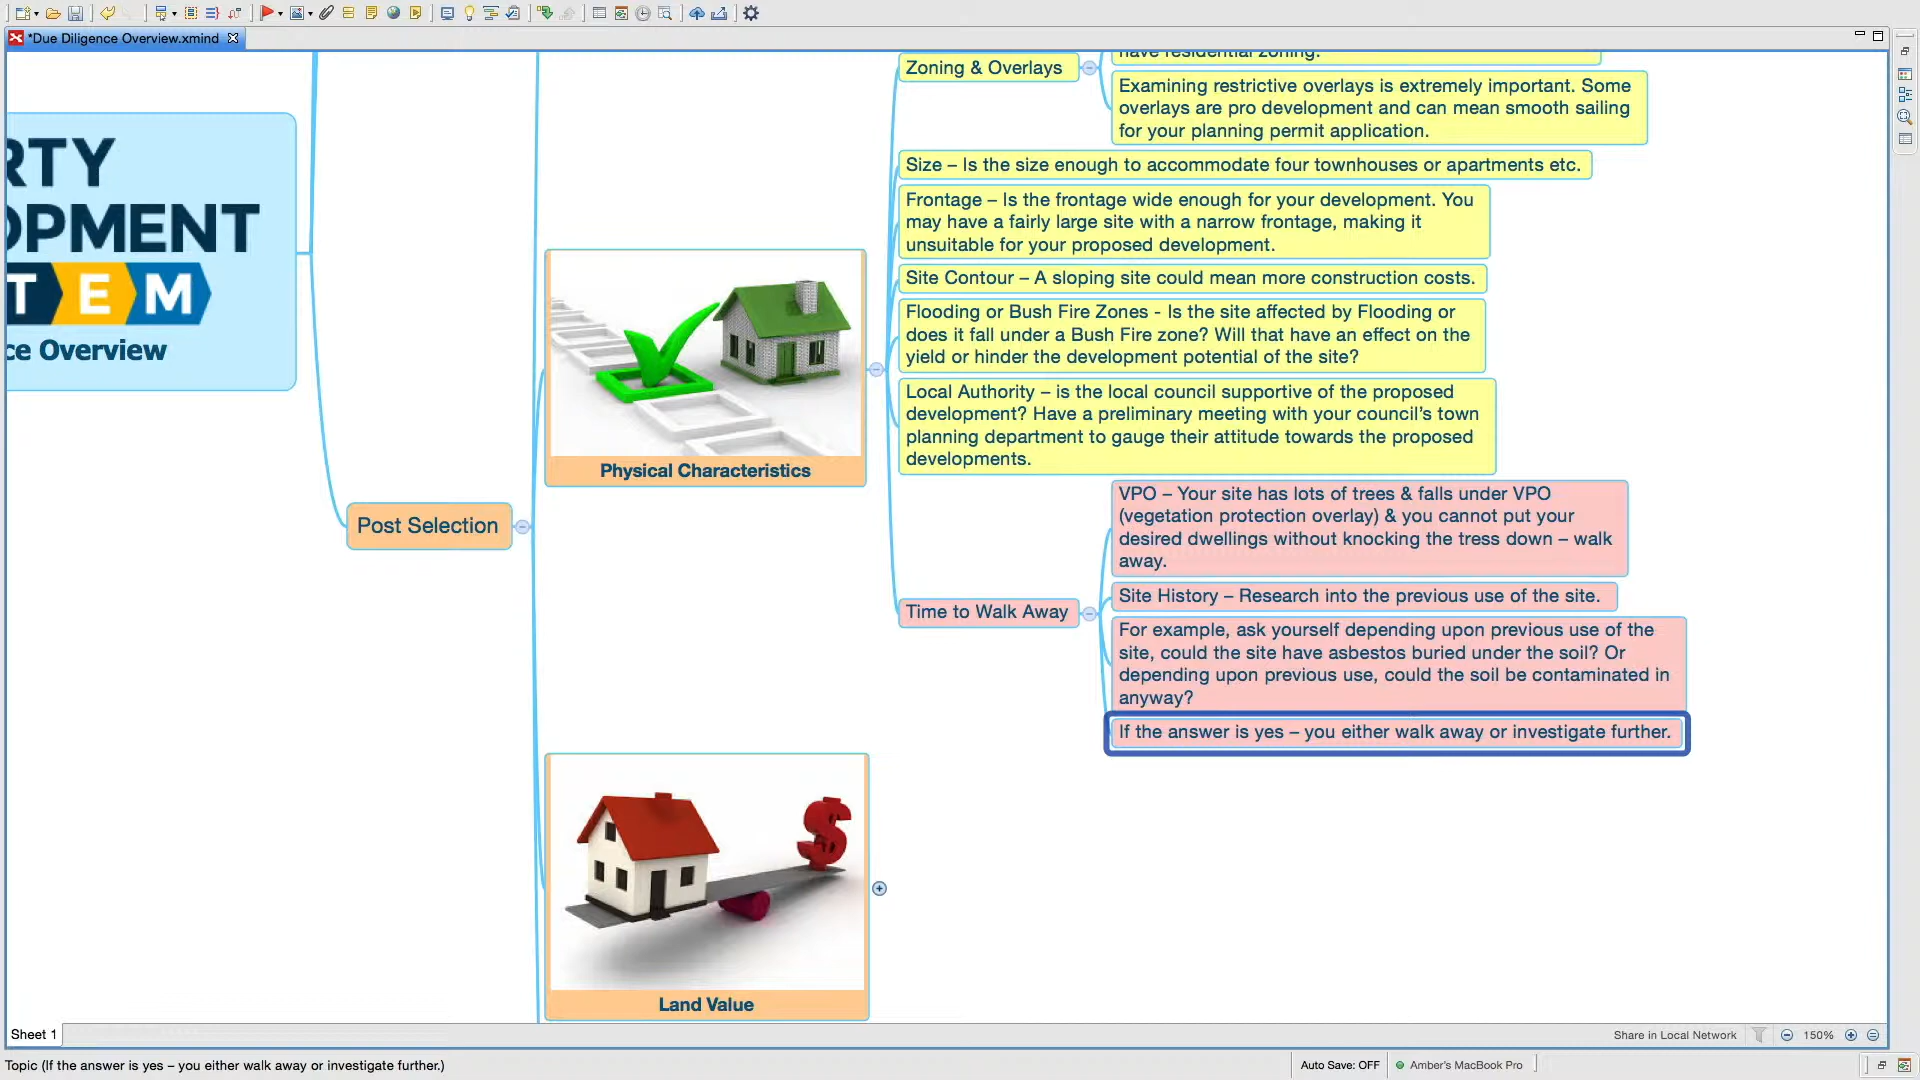 *Due Diligence Overview.xmind
RTY
OPMENT
T E M
ce Overview
Post Selection
Physical Characteristics
Land Value
Zoning & Overlays
have residential zoning.
Examining restrictive overlays is extremely important. Some
overlays are pro development and can mean smooth sailing
for your planning permit application.
Size – Is the size enough to accommodate four townhouses or apartments etc.
Frontage – Is the frontage wide enough for your development. You
may have a fairly large site with a narrow frontage, making it
unsuitable for your proposed development.
Site Contour – A sloping site could mean more construction costs.
Flooding or Bush Fire Zones - Is the site affected by Flooding or
does it fall under a Bush Fire zone? Will that have an effect on the
yield or hinder the development potential of the site?
Local Authority – is the local council supportive of the proposed
development? Have a preliminary meeting with your council’s town
planning department to gauge their attitude towards the proposed
developments.
Time to Walk Away
VPO – Your site has lots of trees & falls under VPO
(vegetation protection overlay) & you cannot put your
desired dwellings without knocking the tress down – walk
away.
Site History – Research into the previous use of the site.
For example, ask yourself depending upon previous use of the
site, could the site have asbestos buried under the soil? Or
depending upon previous use, could the soil be contaminated in
anyway?
If the answer is yes – you either walk away or investigate further.
Sheet 1
Share in Local Network
150%
Topic (If the answer is yes – you either walk away or investigate further.)
Auto Save: OFF
Amber's MacBook Pro